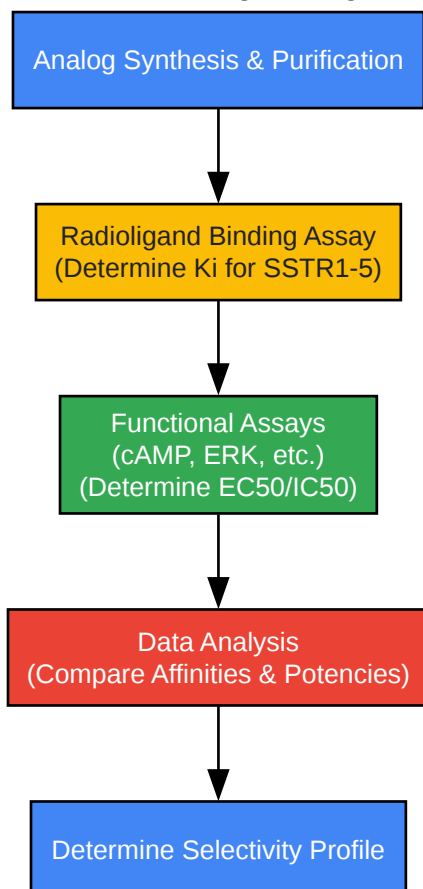 Analog Synthesis & Purification
Radioligand Binding Assay
(Determine Ki for SSTR1-5)
Functional Assays
(cAMP, ERK, etc.)
(Determine EC50/IC50)
Data Analysis
(Compare Affinities & Potencies)
Determine Selectivity Profile